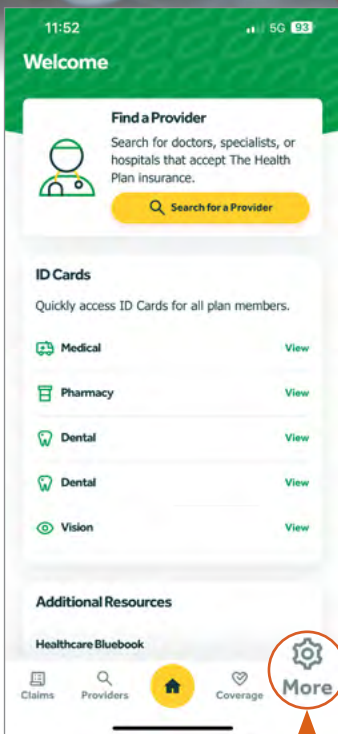 11:52
5G 93
Welcome
Find a Provider
Search for doctors, specialists, or
hospitals that accept The Health
Plan insurance.
Search for a Provider
ID Cards
Quickly access ID Cards for all plan members.
Medical View
Pharmacy View
Dental View
Dental View
Vision View
Additional Resources
Healthcare Bluebook
Claims Providers Coverage More